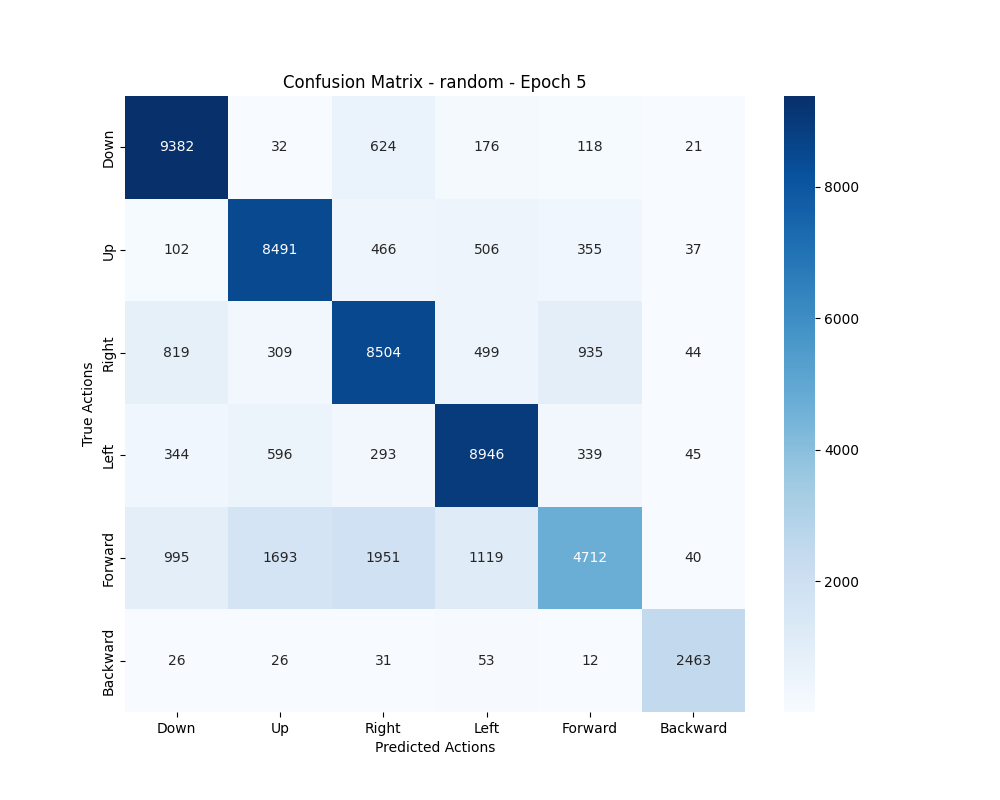 Confusion Matrix - random - Epoch 5
Down 9382 32 624 176 118 21
Up 102 8491 466 506 355 37
Right 819 309 8504 499 935 44
Left 344 596 293 8946 339 45
Forward 995 1693 1951 1119 4712 40
Backward 26 26 31 53 12 2463
Down Up Right Left Forward Backward
Predicted Actions
True Actions
8000
6000
4000
2000